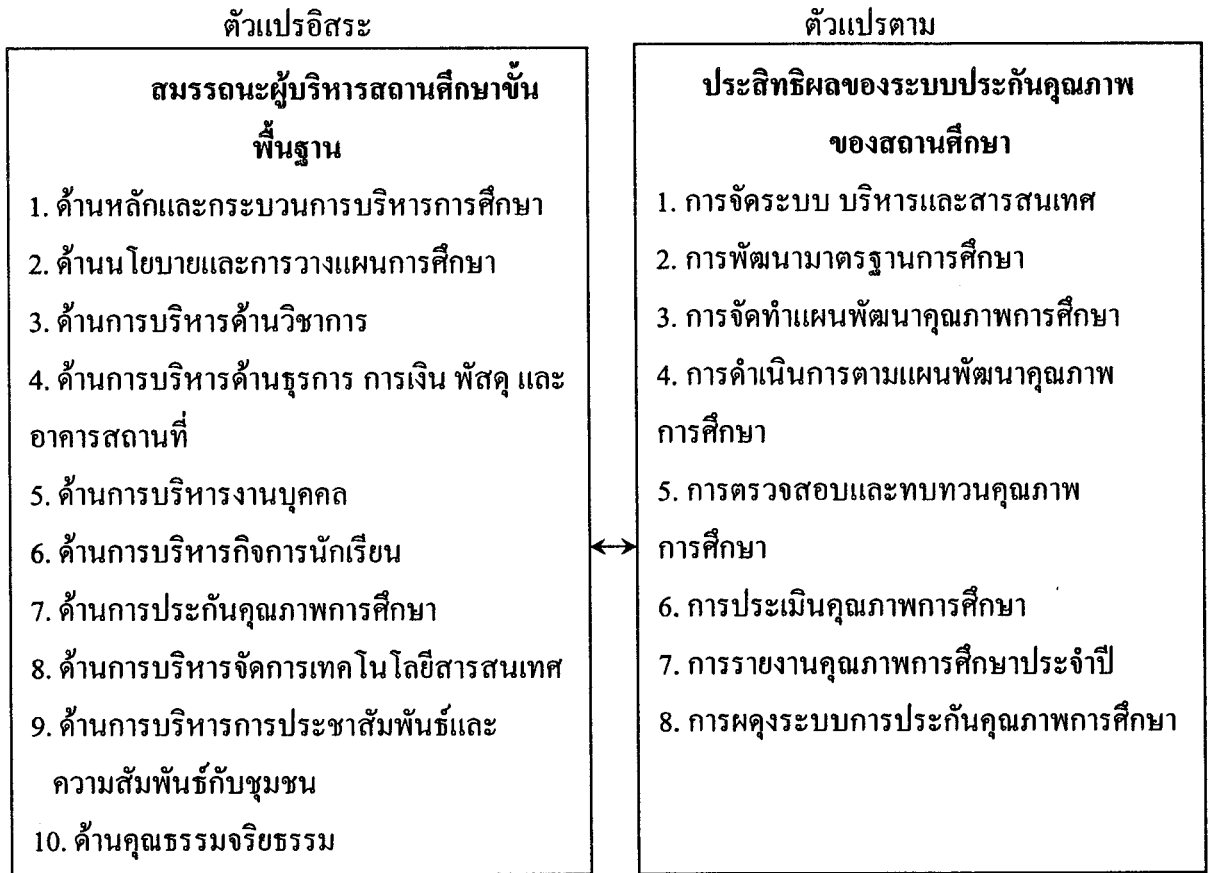 ตัวแปรอิสระ
สมรรถนะผู้บริหารสถานศึกษาขั้น
พื้นฐาน
1. ด้านหลักและกระบวนการบริหารการศึกษา
2. ด้านนโยบายและการวางแผนการศึกษา
3. ด้านการบริหารด้านวิชาการ
4. ด้านการบริหารด้านธุรการ การเงิน พัสดุ และ
อาคารสถานที่
5. ด้านการบริหารงานบุคคล
6. ด้านการบริหารกิจการนักเรียน
7. ด้านการประกันคุณภาพการศึกษา
8. ด้านการบริหารจัดการเทคโนโลยีสารสนเทศ
9. ด้านการบริหารการประชาสัมพันธ์และ
ความสัมพันธ์กับชุมชน
10. ด้านคุณธรรมจริยธรรม
ตัวแปรตาม
ประสิทธิผลของระบบประกันคุณภาพ
ของสถานศึกษา
1. การจัดระบบ บริหารและสารสนเทศ
2. การพัฒนามาตรฐานการศึกษา
3. การจัดทำแผนพัฒนาคุณภาพการศึกษา
4. การดำเนินการตามแผนพัฒนาคุณภาพ
การศึกษา
5. การตรวจสอบและทบทวนคุณภาพ
การศึกษา
6. การประเมินคุณภาพการศึกษา
7. การรายงานคุณภาพการศึกษาประจำปี
8. การผดุงระบบการประกันคุณภาพการศึกษา